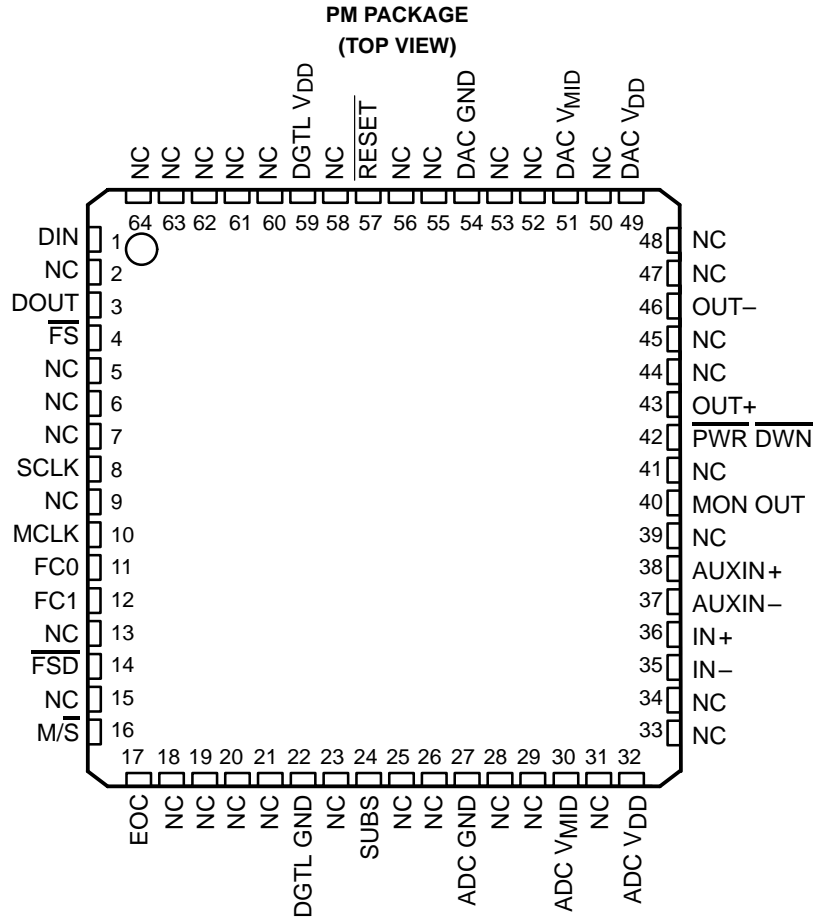 PM PACKAGE
(TOP VIEW)
NC
NC
NC
NC
NC
DGTL VDD
NC
RESET
NC
NC
DAC GND
NC
NC
DAC VMID
NC
DAC VDD
64 63 62 61 60 59 58 57 56 55 54 53 52 51 50 49
DIN 1
NC 2
DOUT 3
FS 4
NC 5
NC 6
NC 7
SCLK 8
NC 9
MCLK 10
FC0 11
FC1 12
NC 13
FSD 14
NC 15
M/S 16
48 NC
47 NC
46 OUT–
45 NC
44 NC
43 OUT+
42 PWR DWN
41 NC
40 MON OUT
39 NC
38 AUXIN+
37 AUXIN–
36 IN+
35 IN–
34 NC
33 NC
17 18 19 20 21 22 23 24 25 26 27 28 29 30 31 32
EOC
NC
NC
NC
NC
DGTL GND
NC
SUBS
NC
NC
ADC GND
NC
NC
ADC VMID
NC
ADC VDD